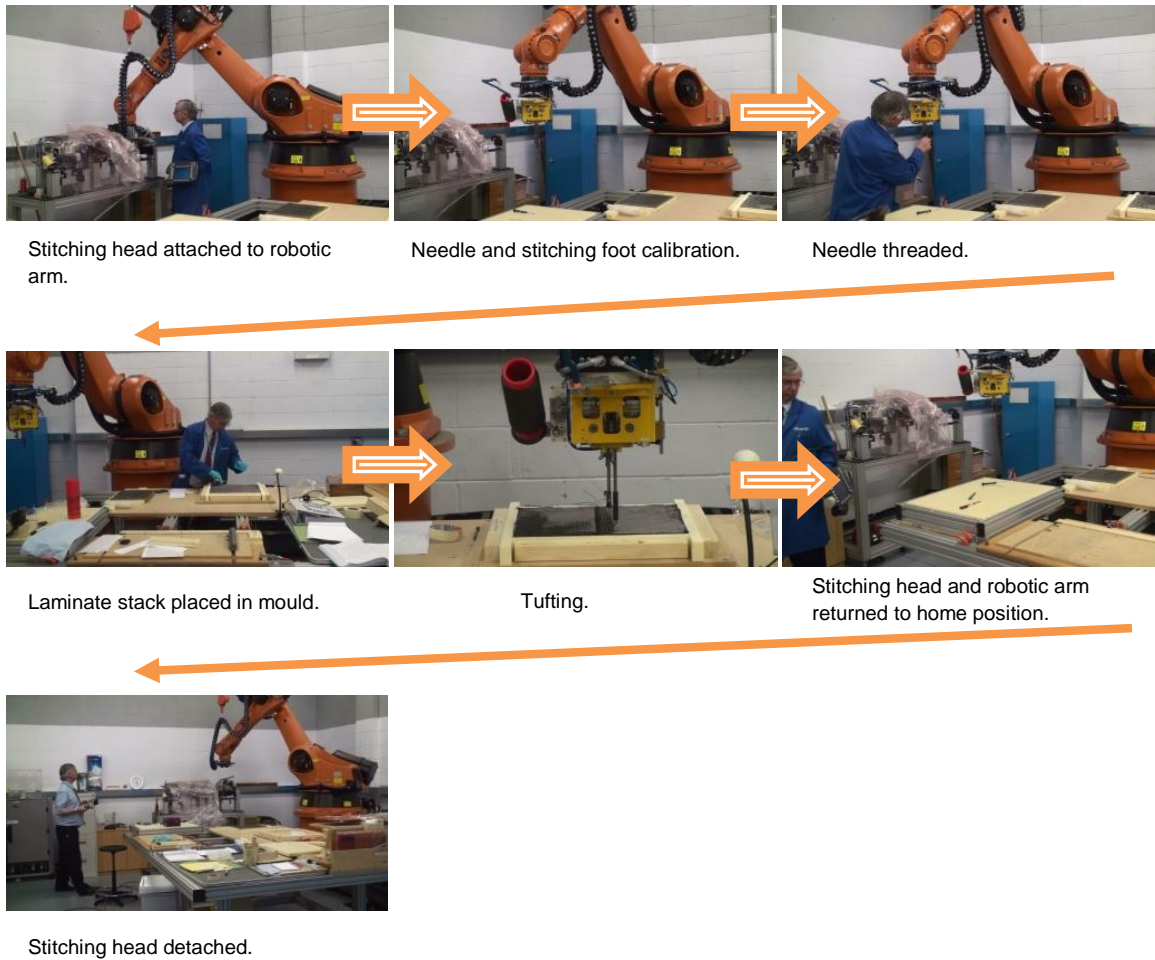 Stitching head attached to robotic
arm.
Needle and stitching foot calibration.
Needle threaded.
Laminate stack placed in mould.
Tufting.
Stitching head and robotic arm
returned to home position.
Stitching head detached.